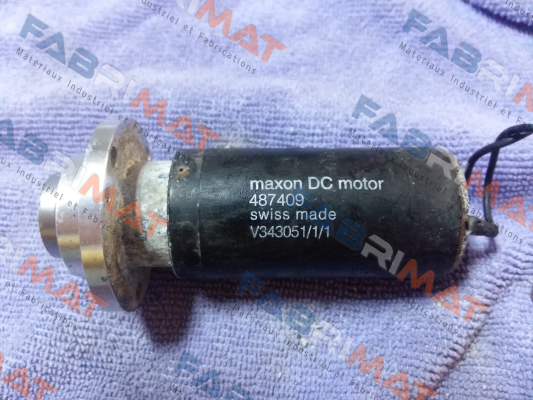 FABRIMAT
Materiaux Industriel et Fabrications
maxon DC motor
487409
swiss made
V343051/1/1